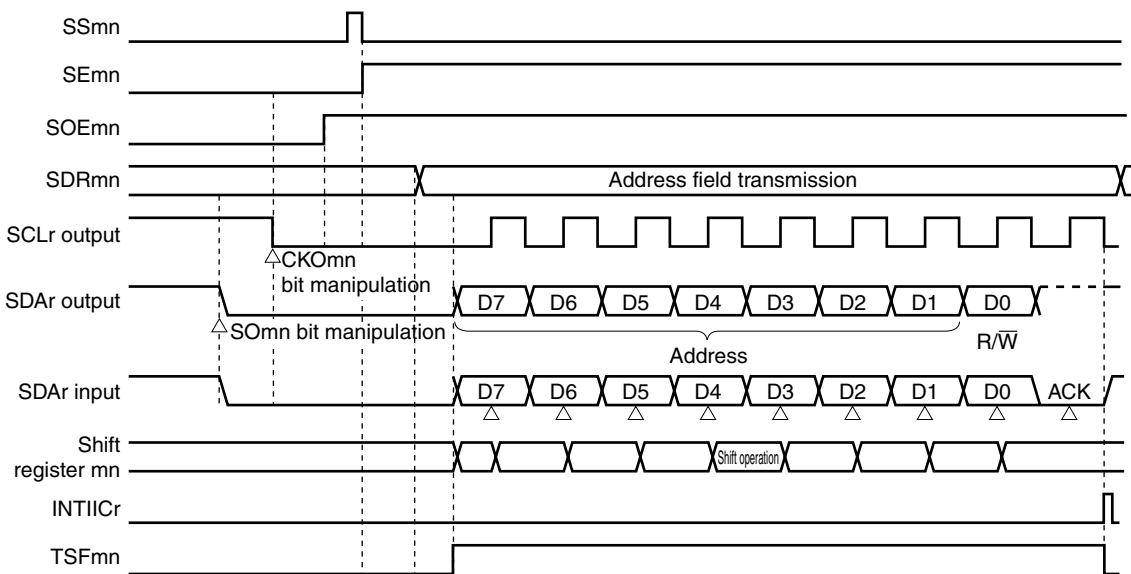 SSmn
SEmn
SOEmn
SDRmn
Address field transmission
SCLr output
CKOmn
bit manipulation
SDAr output
D7 D6 D5 D4 D3 D2 D1 D0
SOmn bit manipulation
Address
R/W̅
SDAr input
D7 D6 D5 D4 D3 D2 D1 D0 ACK
Shift
register mn
Shift operation
INTIICr
TSFmn